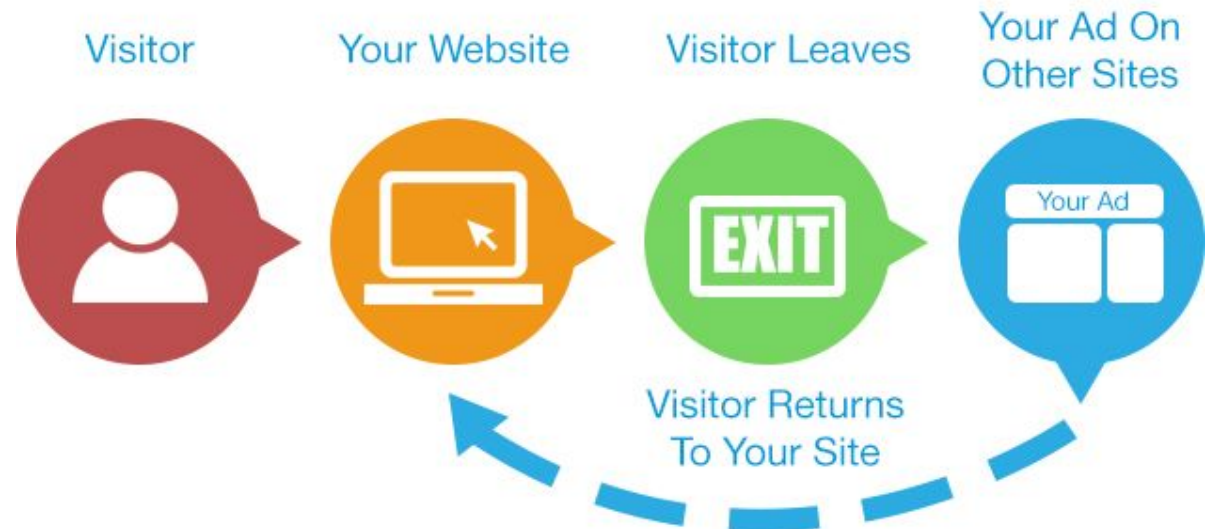 Visitor
Your Website
Visitor Leaves
Your Ad On
Other Sites
EXIT
Your Ad
Visitor Returns
To Your Site